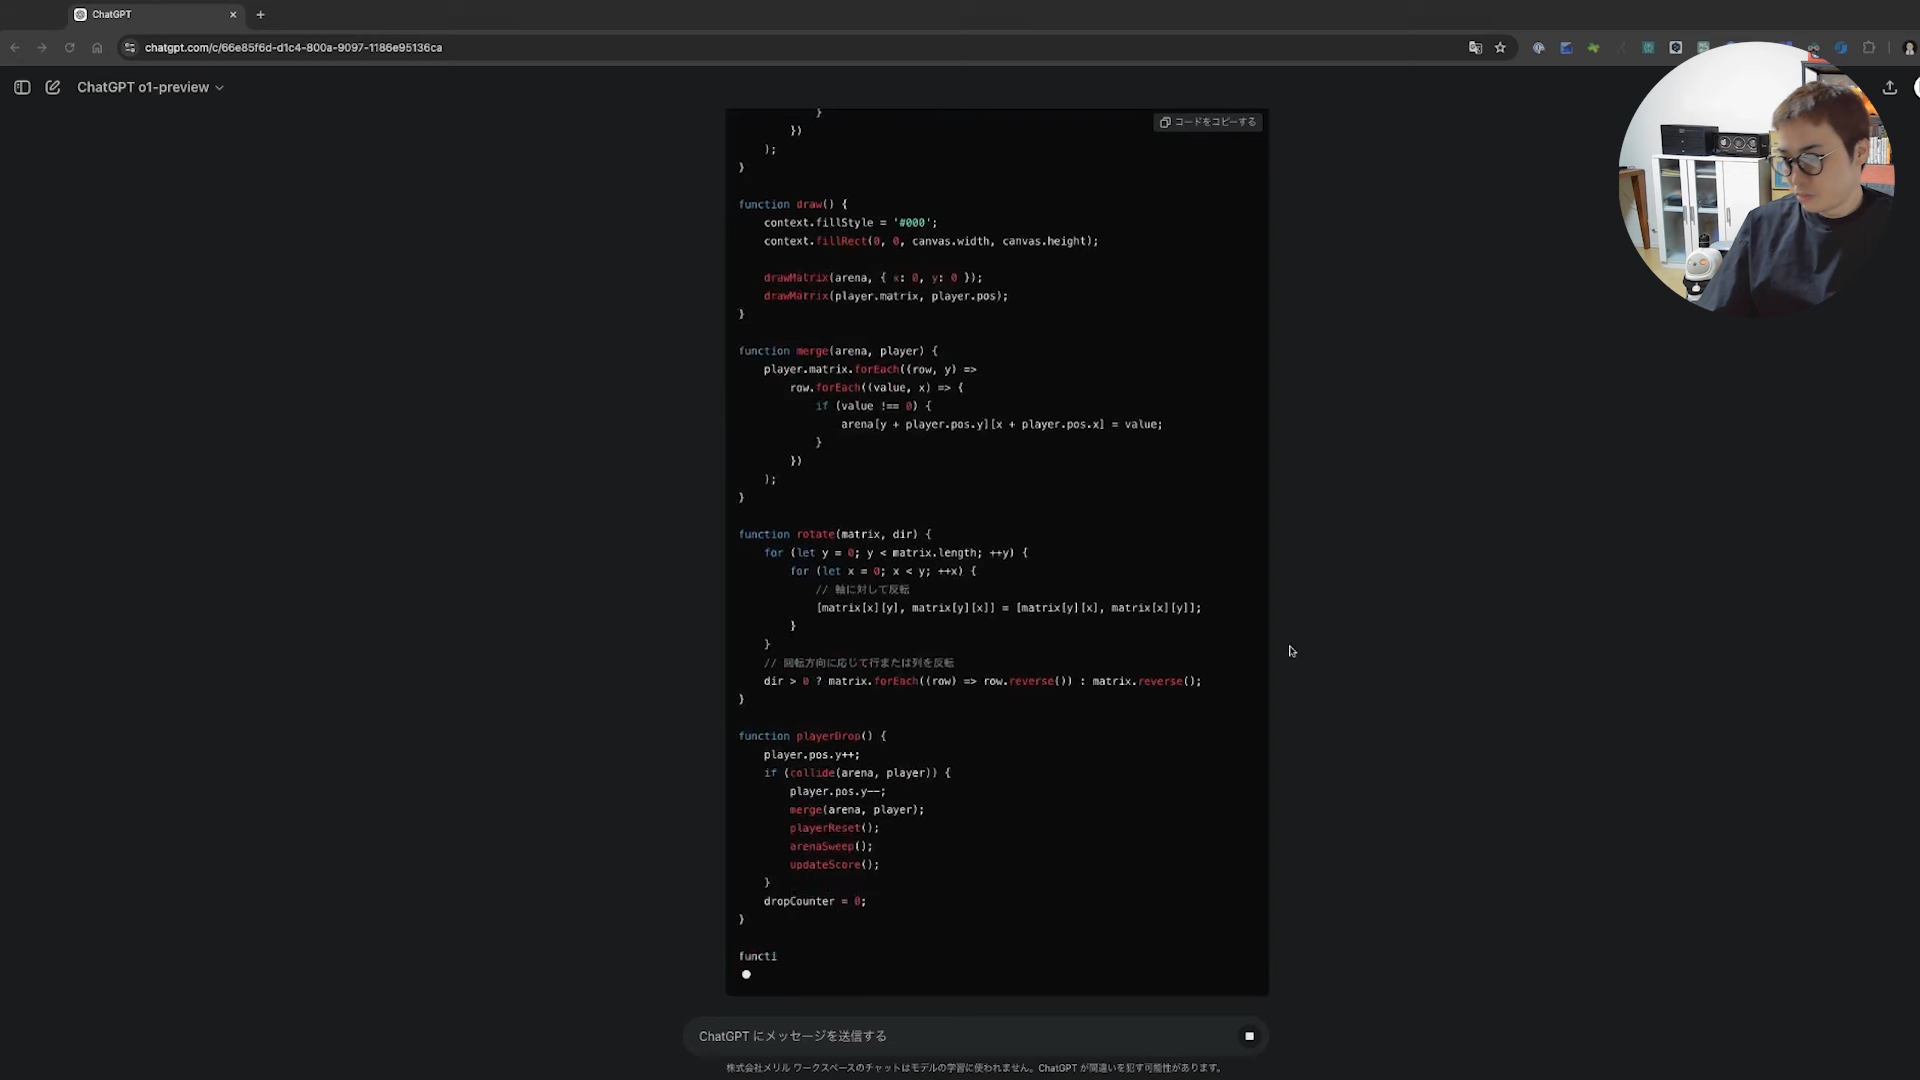 ChatGPT
chatgpt.com/c/66e85f6d-d1c4-800a-9097-1186e95136ca
ChatGPT o1-preview
コードをコピーする
}
})
);
}
function draw() {
context.fillStyle = '#000';
context.fillRect(0, 0, canvas.width, canvas.height);
drawMatrix(arena, { x: 0, y: 0 });
drawMatrix(player.matrix, player.pos);
}
function merge(arena, player) {
player.matrix.forEach((row, y) =>
row.forEach((value, x) => {
if (value !== 0) {
arena[y + player.pos.y][x + player.pos.x] = value;
}
})
);
}
function rotate(matrix, dir) {
for (let y = 0; y < matrix.length; ++y) {
for (let x = 0; x < y; ++x) {
// 軸に対して反転
[matrix[x][y], matrix[y][x]] = [matrix[y][x], matrix[x][y]];
}
}
// 回転方向に応じて行または列を反転
dir > 0 ? matrix.forEach((row) => row.reverse()) : matrix.reverse();
}
function playerDrop() {
player.pos.y++;
if (collide(arena, player)) {
player.pos.y--;
merge(arena, player);
playerReset();
arenaSweep();
updateScore();
}
dropCounter = 0;
}
functi
ChatGPT にメッセージを送信する
株式会社メリル ワークスペースのチャットはモデルの学習に使われません。ChatGPT が間違いを犯す可能性があります。